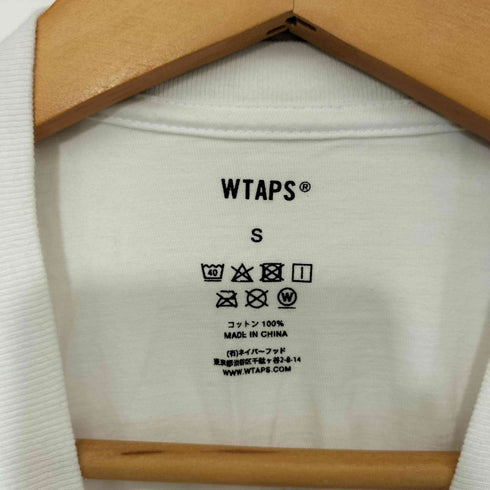 WTAPS®
S
40
W
コットン 100%
MADE IN CHINA
(有)ネイバーフッド
東京都渋谷区千駄ヶ谷2-8-14
WWW.WTAPS.COM